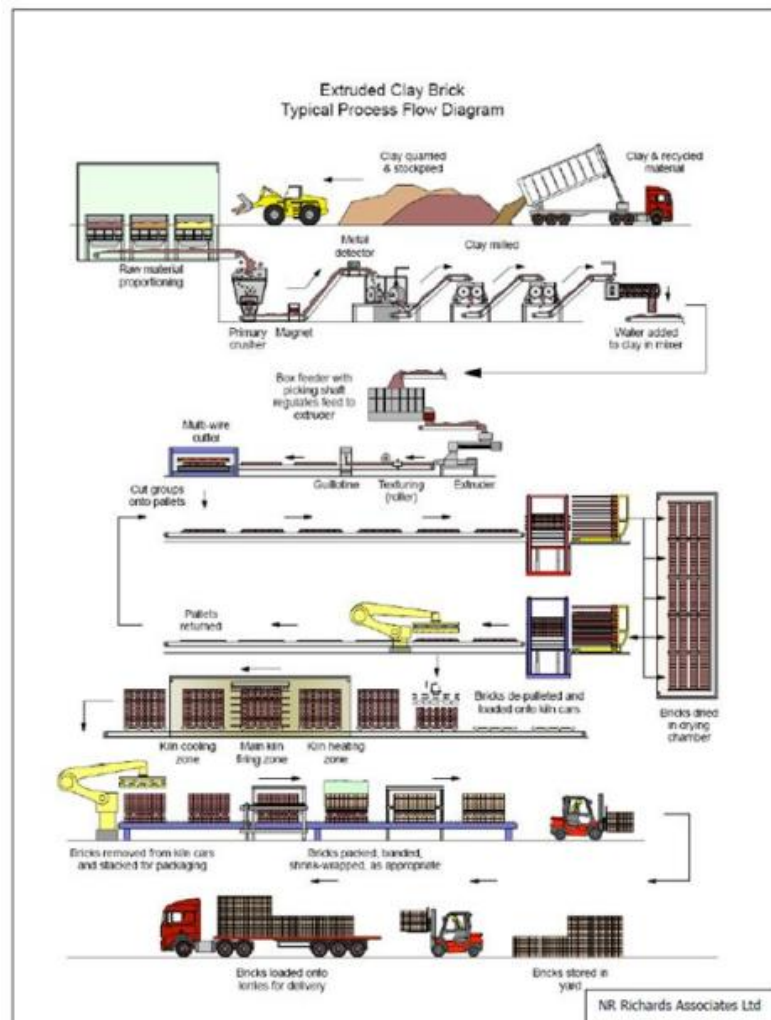 Extruded Clay Brick
Typical Process Flow Diagram
Clay quarried
& stockpiled
Clay & recycled
material
Raw material
proportioning
Metal
detector
Clay milled
Primary
crusher
Magnet
Water added
to clay in mixer
Box feeder with
picking shaft
regulates feed to
extruder
Multi-wire
cutter
Guillotine
Texturing
(roller)
Extruder
Cut groups
onto pallets
Pallets
returned
Bricks de-palleted and
loaded onto kiln cars
Bricks dried
in drying
chamber
Kiln cooling
zone
Main kiln
firing zone
Kiln heating
zone
Bricks removed from kiln cars
and stacked for packaging
Bricks packed, banded,
shrink-wrapped, as appropriate
Bricks loaded onto
lorries for delivery
Bricks stored in
yard
NR Richards Associates Ltd